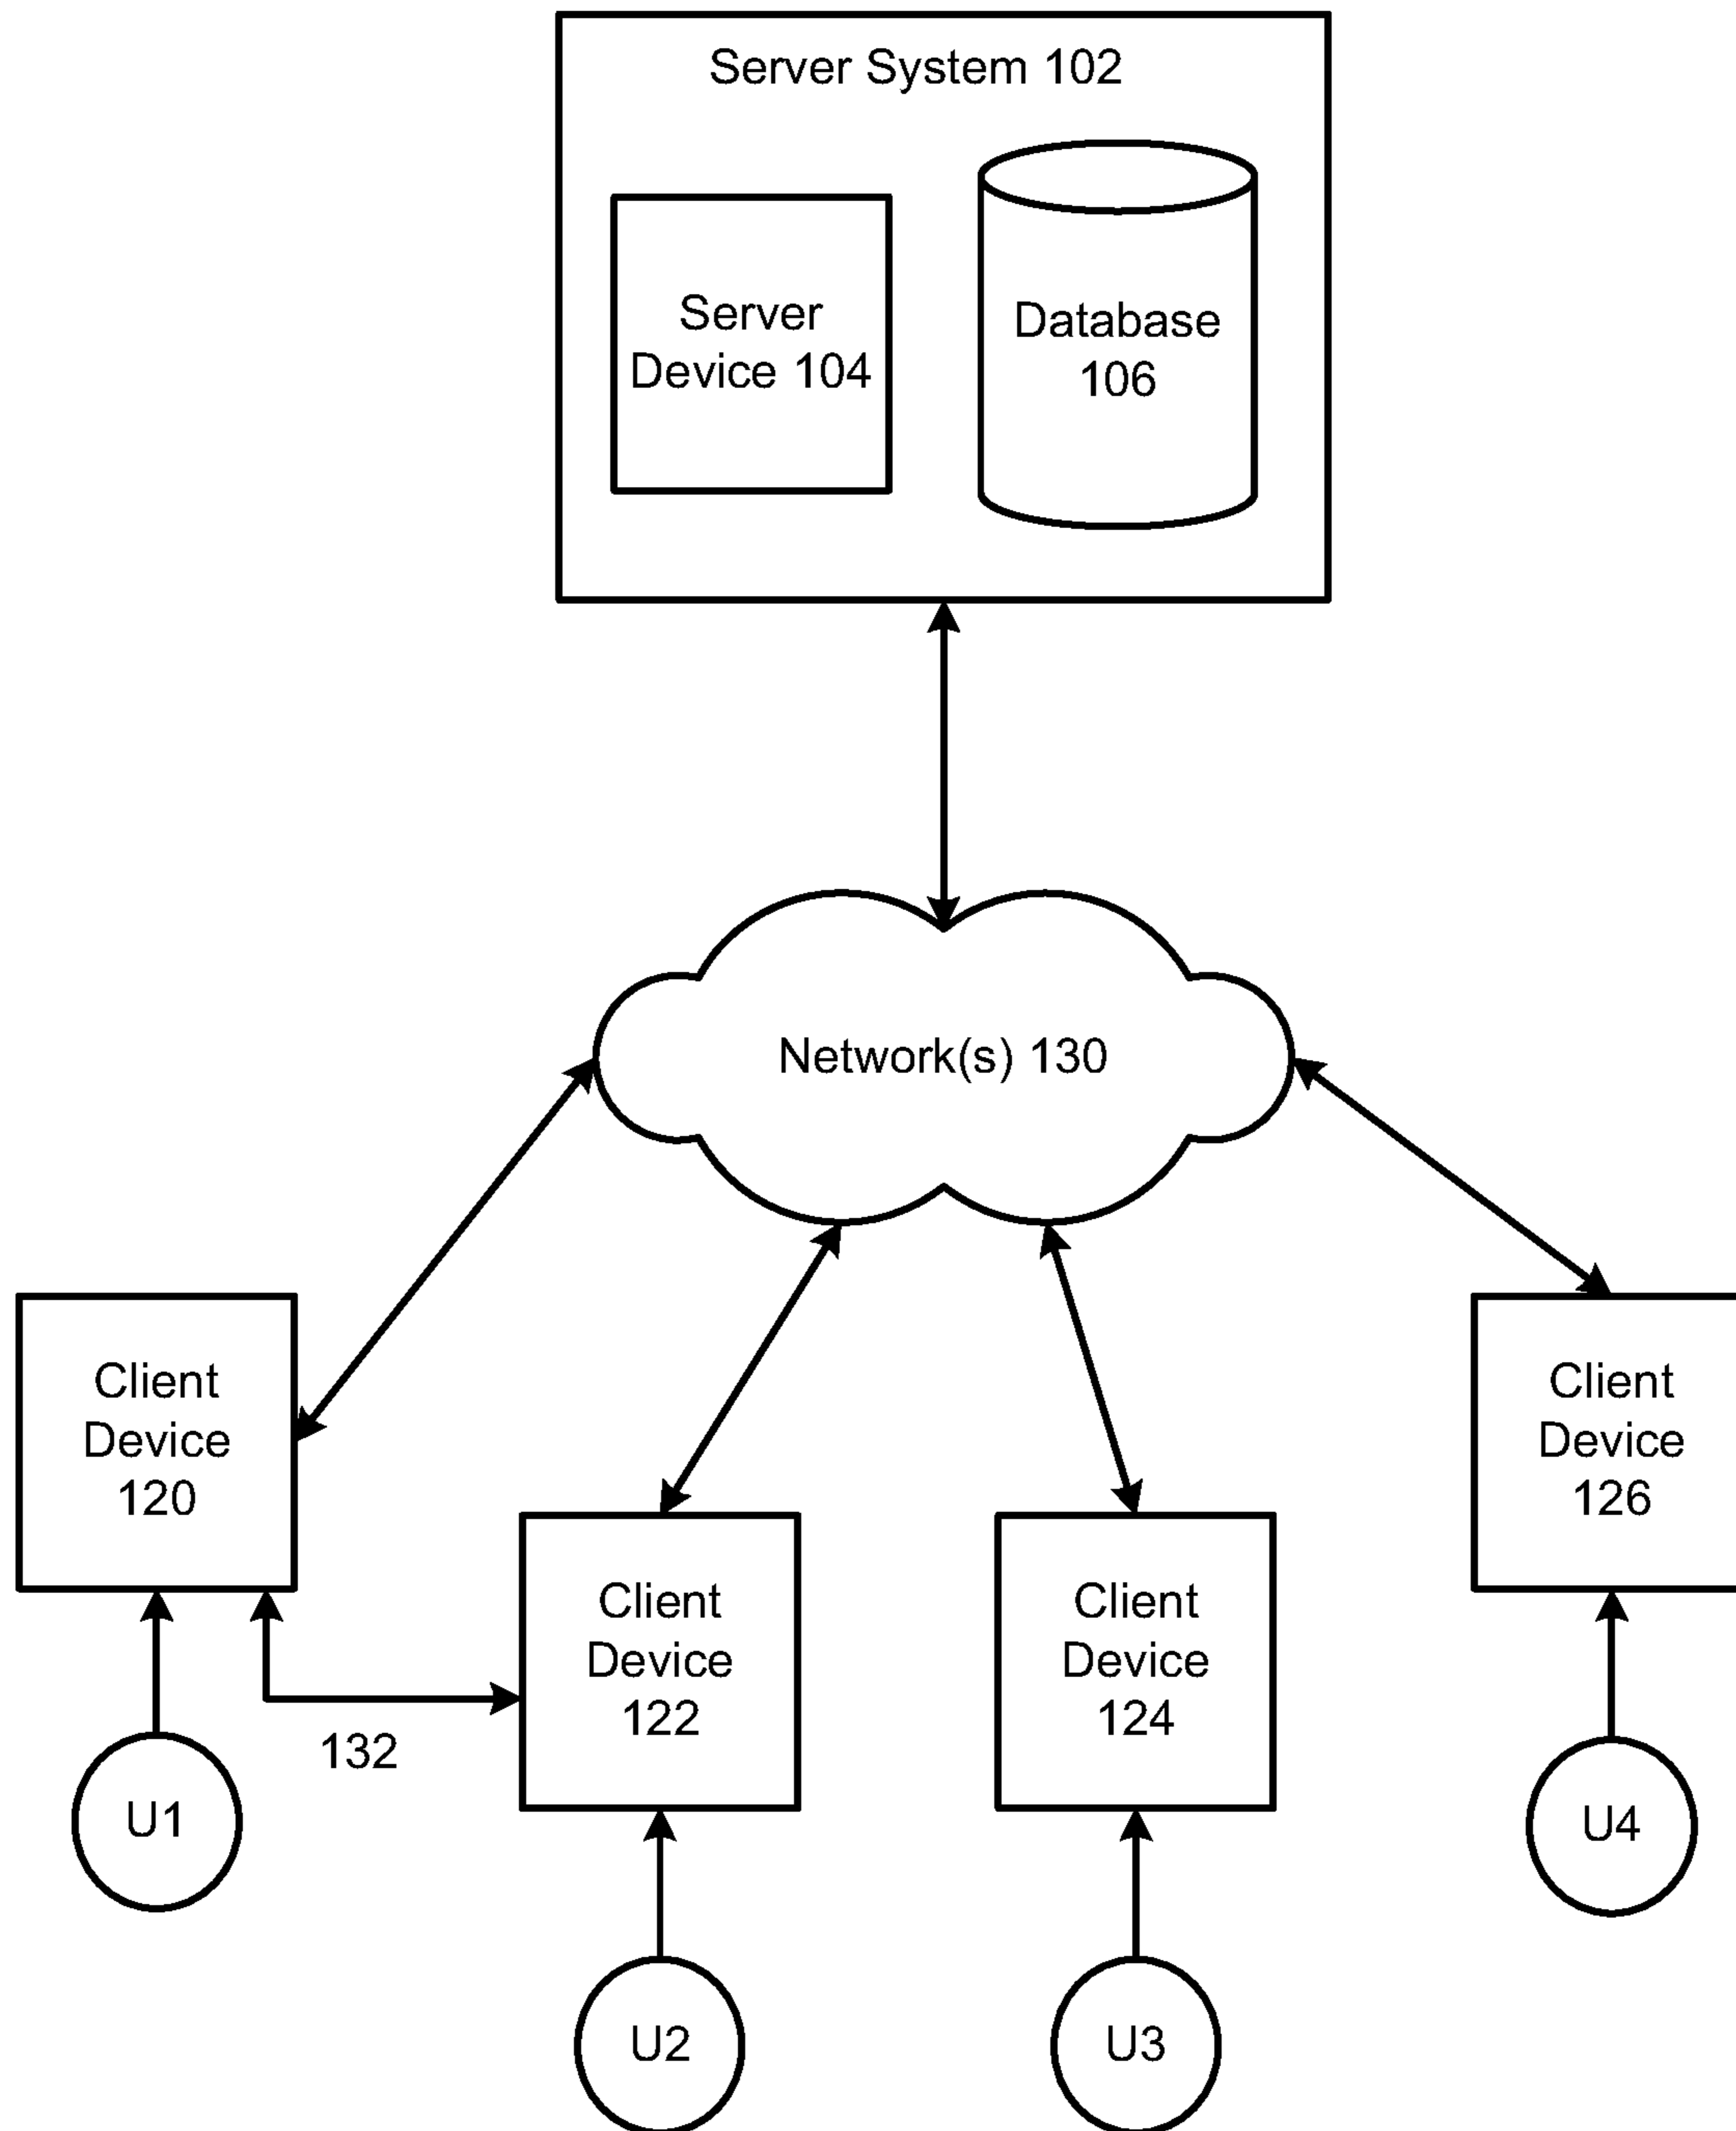 Server System 102
Server
Device 104
Database
106
Network(s) 130
Client
Device
120
Client
Device
126
Client
Device
122
Client
Device
124
132
U1
U4
U2
U3